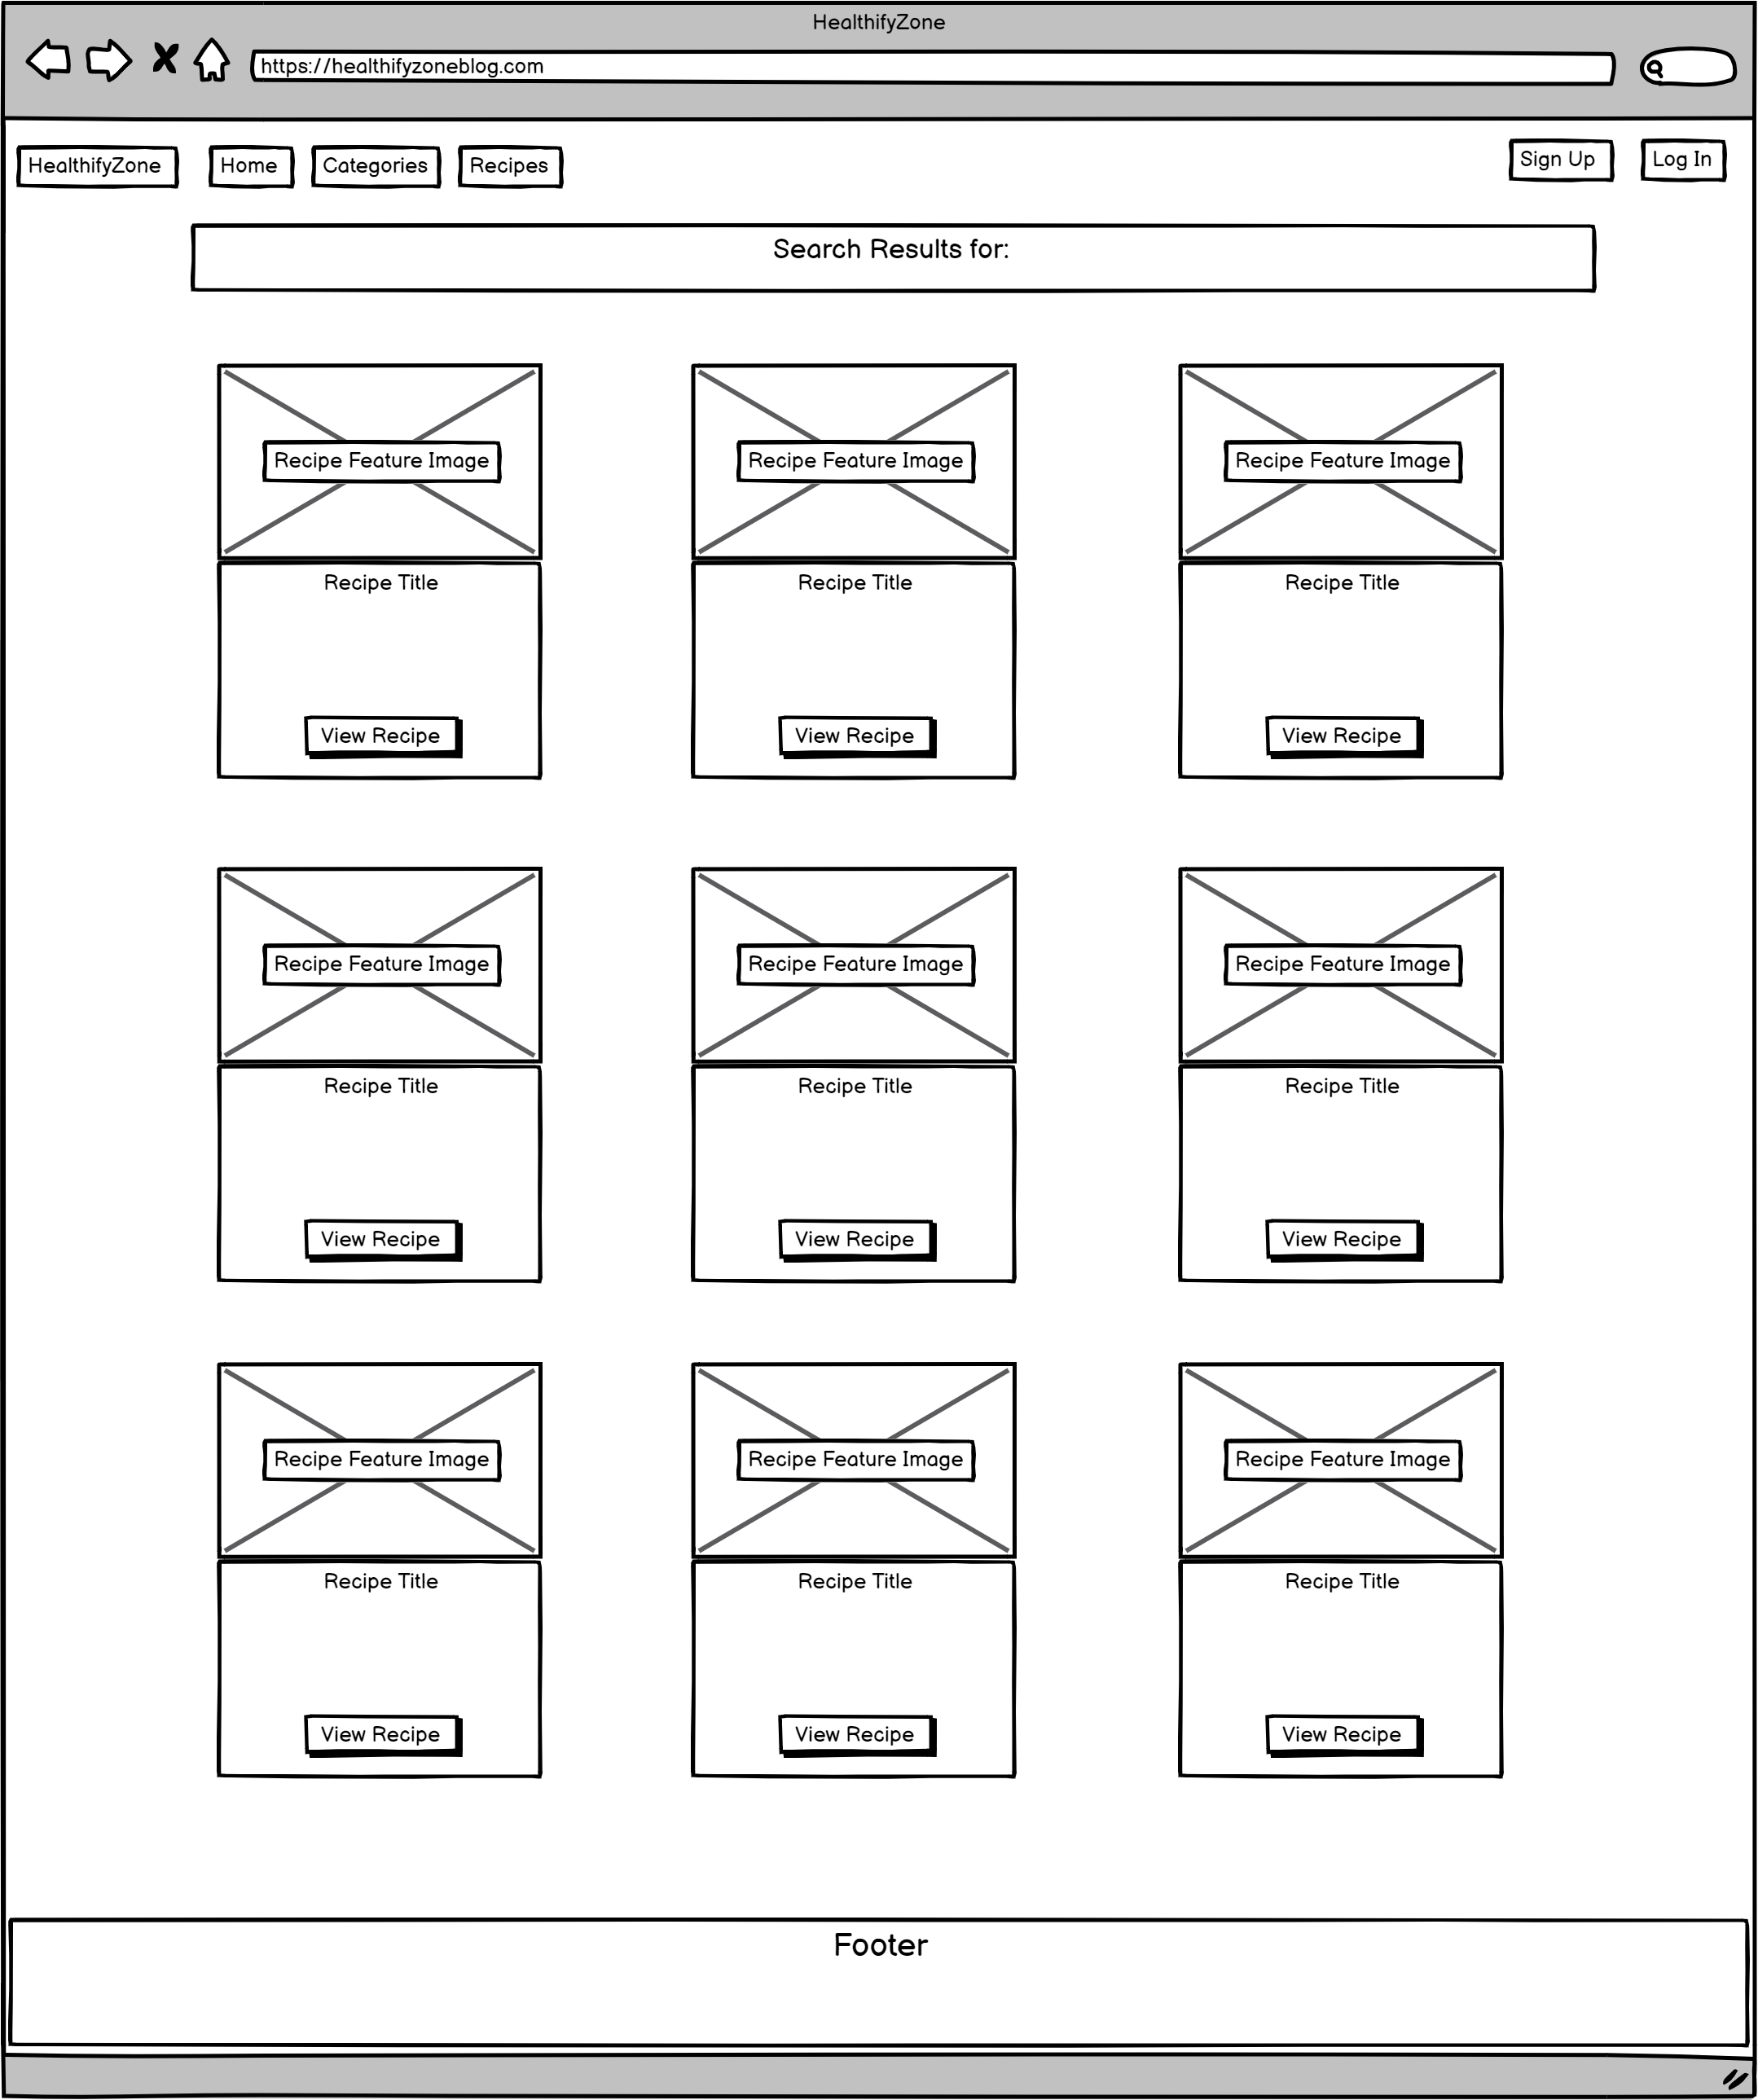 HealthifyZone
https://healthifyzoneblog.com
HealthifyZone Home Categories Recipes Sign Up Log In
Search Results for:
Recipe Feature Image Recipe Feature Image Recipe Feature Image
Recipe Title Recipe Title Recipe Title
View Recipe View Recipe View Recipe
Recipe Feature Image Recipe Feature Image Recipe Feature Image
Recipe Title Recipe Title Recipe Title
View Recipe View Recipe View Recipe
Recipe Feature Image Recipe Feature Image Recipe Feature Image
Recipe Title Recipe Title Recipe Title
View Recipe View Recipe View Recipe
Footer